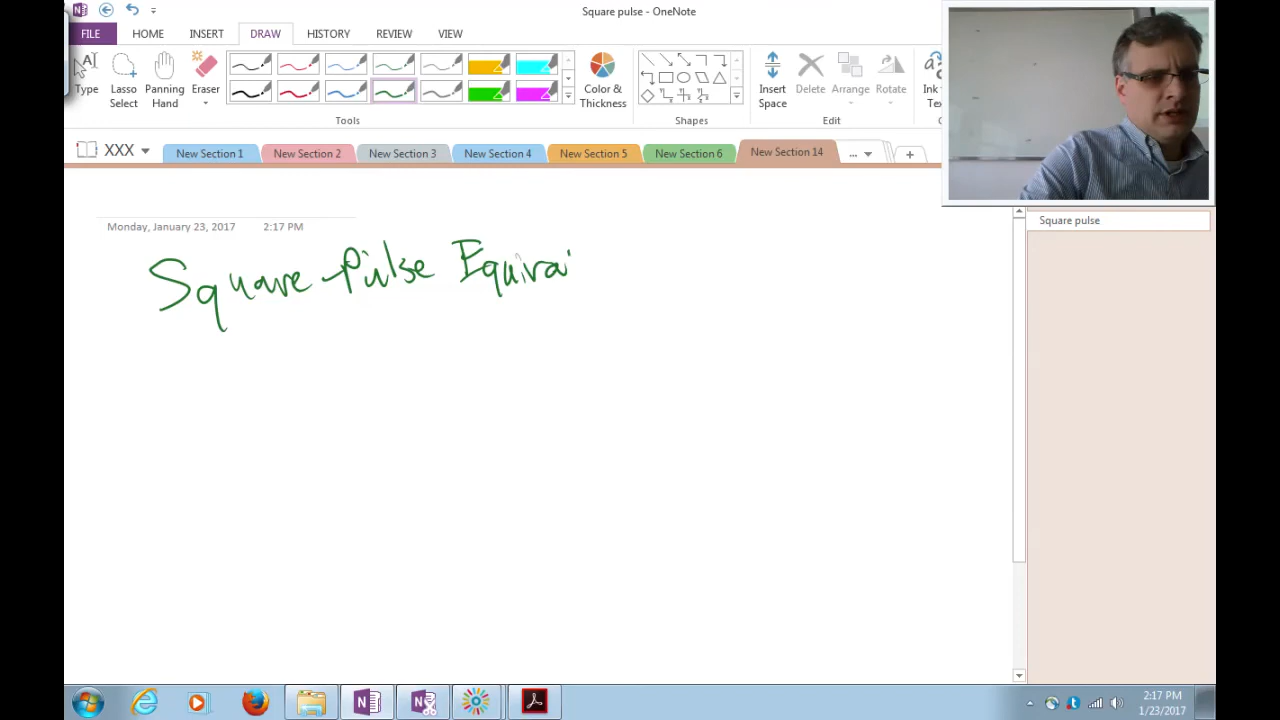 Square pulse - OneNote
FILE HOME INSERT DRAW HISTORY REVIEW VIEW
Type
Lasso Select
Panning Hand
Eraser
Color & Thickness
Insert Space
Delete
Arrange
Rotate
Ink to
Tools
Shapes
Edit
XXX New Section 1 New Section 2 New Section 3 New Section 4 New Section 5 New Section 6 New Section 14 ...
Square pulse
Monday, January 23, 2017 2:17 PM
Square Pulse Equiva
2:17 PM
1/23/2017